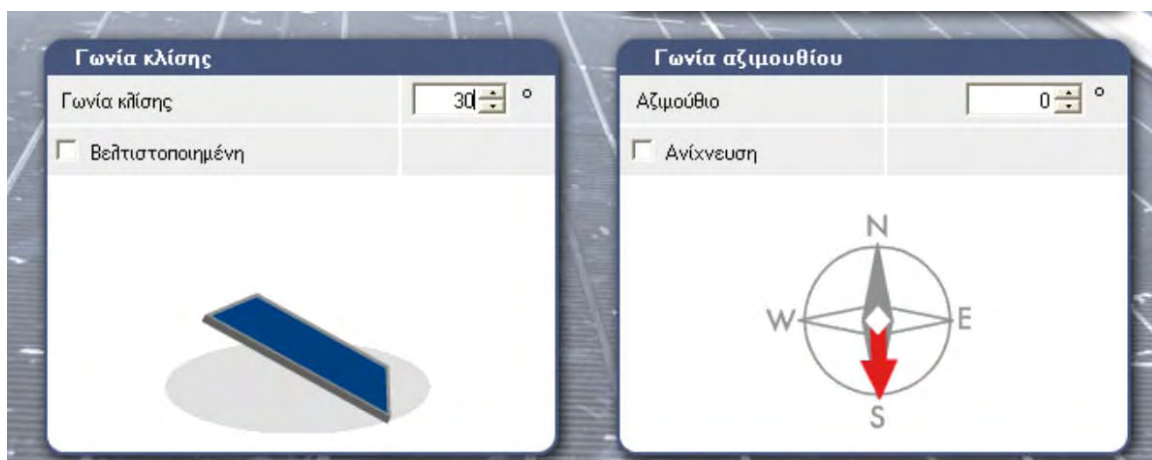 Γωνία κλίσης
Γωνία κλίσης 30 °
Βελτιστοποιημένη
Γωνία αζιμουθίου
Αζιμούθιο 0 °
Ανίχνευση
N
W E
S